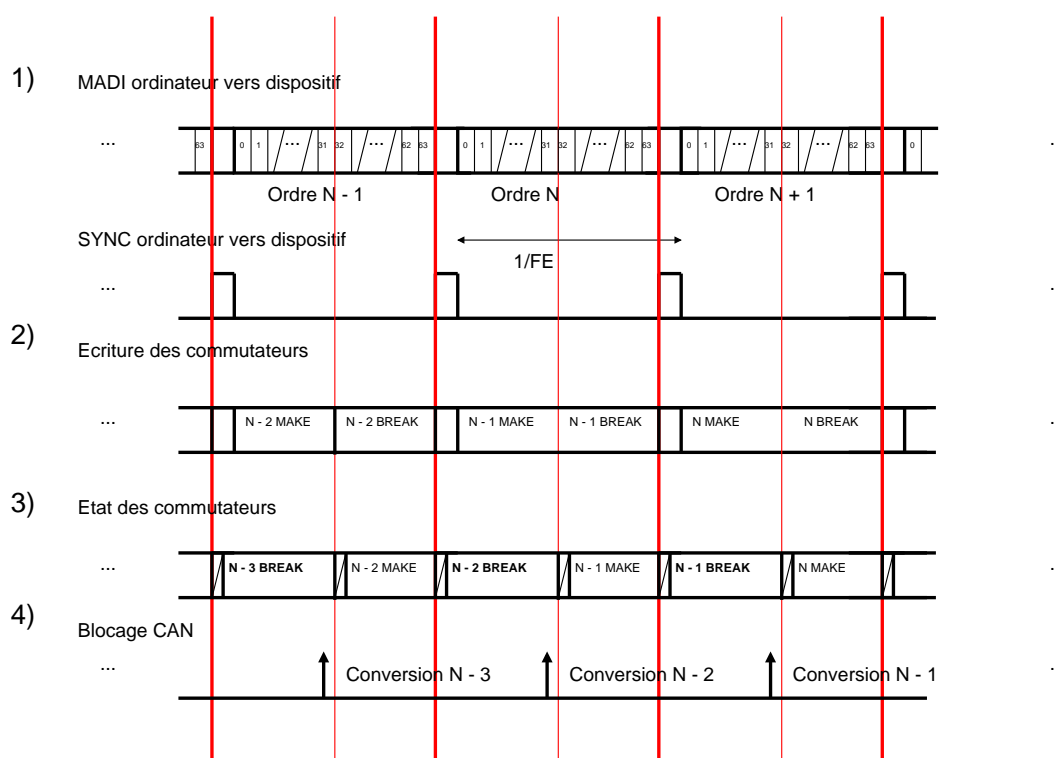 1) MADI ordinateur vers dispositif
... 63 0 1 ... 31 32 ... 62 63 0 1 ... 31 32 ... 62 63 0 1 ... 31 32 ... 62 63 0 .
Ordre N - 1 Ordre N Ordre N + 1
SYNC ordinateur vers dispositif
1/FE
... .
2) Ecriture des commutateurs
... N - 2 MAKE N - 2 BREAK N - 1 MAKE N - 1 BREAK N MAKE N BREAK .
3) Etat des commutateurs
... N - 3 BREAK N - 2 MAKE N - 2 BREAK N - 1 MAKE N - 1 BREAK N MAKE .
4) Blocage CAN
... Conversion N - 3 Conversion N - 2 Conversion N - 1 .